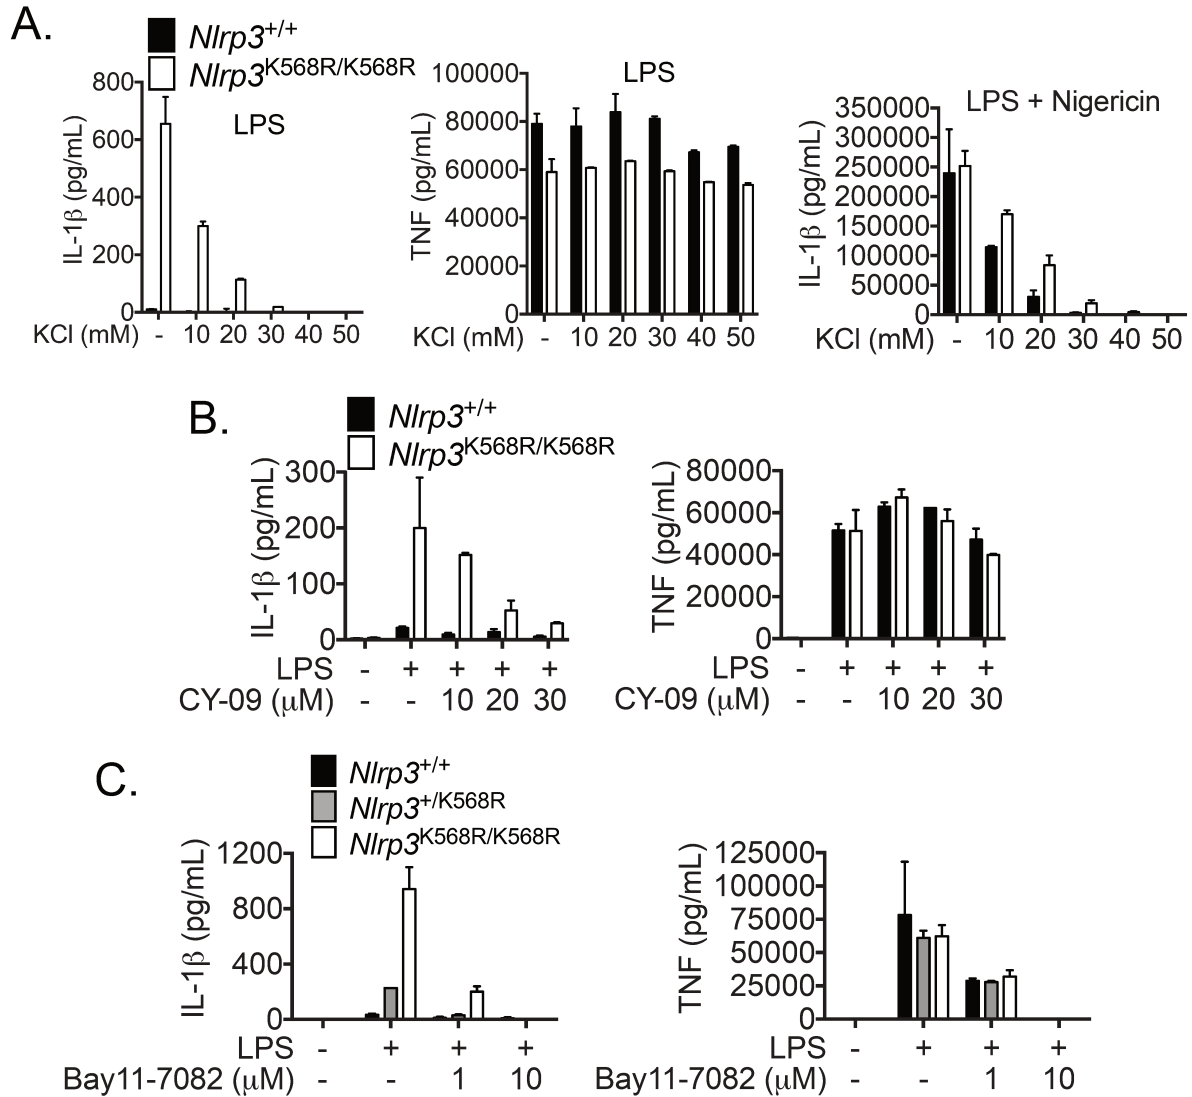 A.
Nlrp3+/+
Nlrp3K568R/K568R
LPS
IL-1β (pg/mL)
800
600
400
200
0
KCl (mM) - 10 20 30 40 50
LPS
TNF (pg/mL)
100000
80000
60000
40000
20000
0
KCl (mM) - 10 20 30 40 50
LPS + Nigericin
IL-1β (pg/mL)
350000
300000
250000
200000
150000
100000
50000
0
KCl (mM) - 10 20 30 40 50
B.
Nlrp3+/+
Nlrp3K568R/K568R
IL-1β (pg/mL)
300
200
100
0
LPS - + + + +
CY-09 (μM) - - 10 20 30
TNF (pg/mL)
80000
60000
40000
20000
0
LPS - + + + +
CY-09 (μM) - - 10 20 30
C.
Nlrp3+/+
Nlrp3+/K568R
Nlrp3K568R/K568R
IL-1β (pg/mL)
1200
800
400
0
LPS - + + +
Bay11-7082 (μM) - - 1 10
TNF (pg/mL)
125000
100000
75000
50000
25000
0
LPS - + + +
Bay11-7082 (μM) - - 1 10